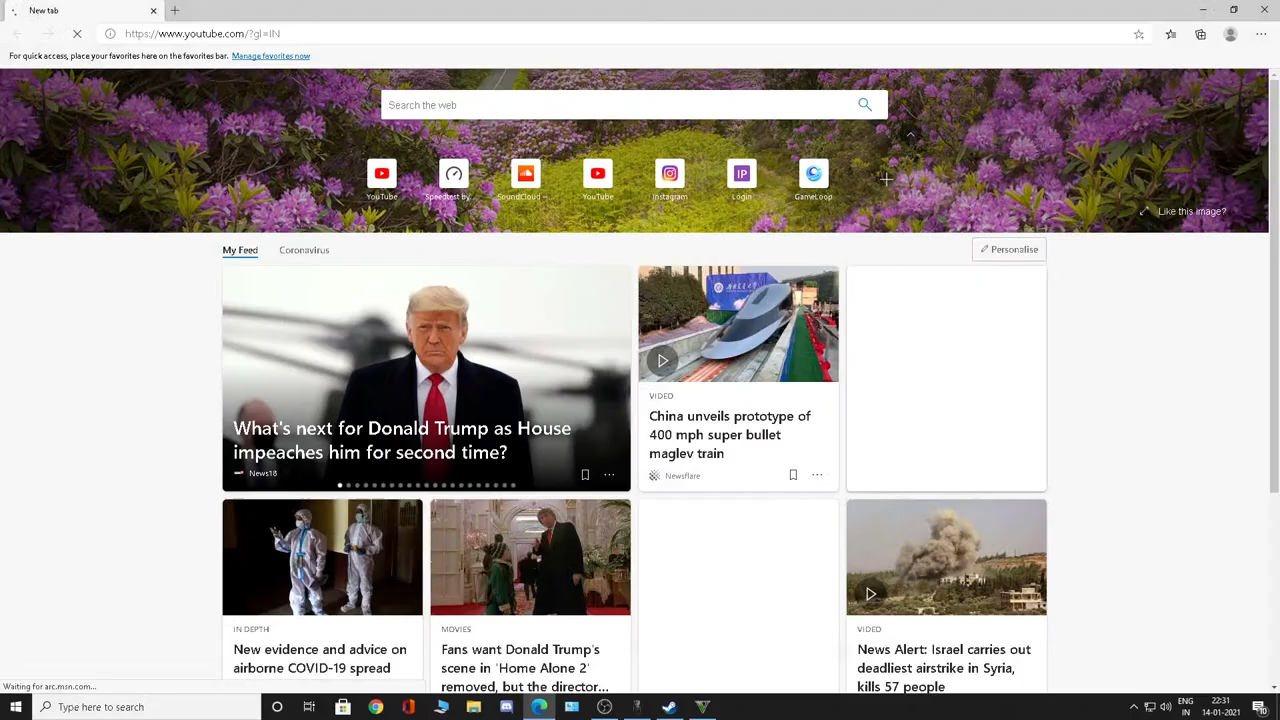 New tab
https://www.youtube.com/?gl=IN
For quick access, place your favorites here on the favorites bar. Manage favorites now
Search the web
YouTube
Speedtest by
SoundCloud –
YouTube
Instagram
IP
Login
GameLoop
Like this image?
My Feed
Coronavirus
Personalise
What's next for Donald Trump as House
impeaches him for second time?
News18
VIDEO
China unveils prototype of
400 mph super bullet
maglev train
Newsflare
IN DEPTH
New evidence and advice on
airborne COVID-19 spread
MOVIES
Fans want Donald Trump's
scene in 'Home Alone 2'
removed, but the director...
VIDEO
News Alert: Israel carries out
deadliest airstrike in Syria,
kills 57 people
Waiting for arc.msn.com...
Type here to search
ENG
IN
22:31
14-01-2021
10